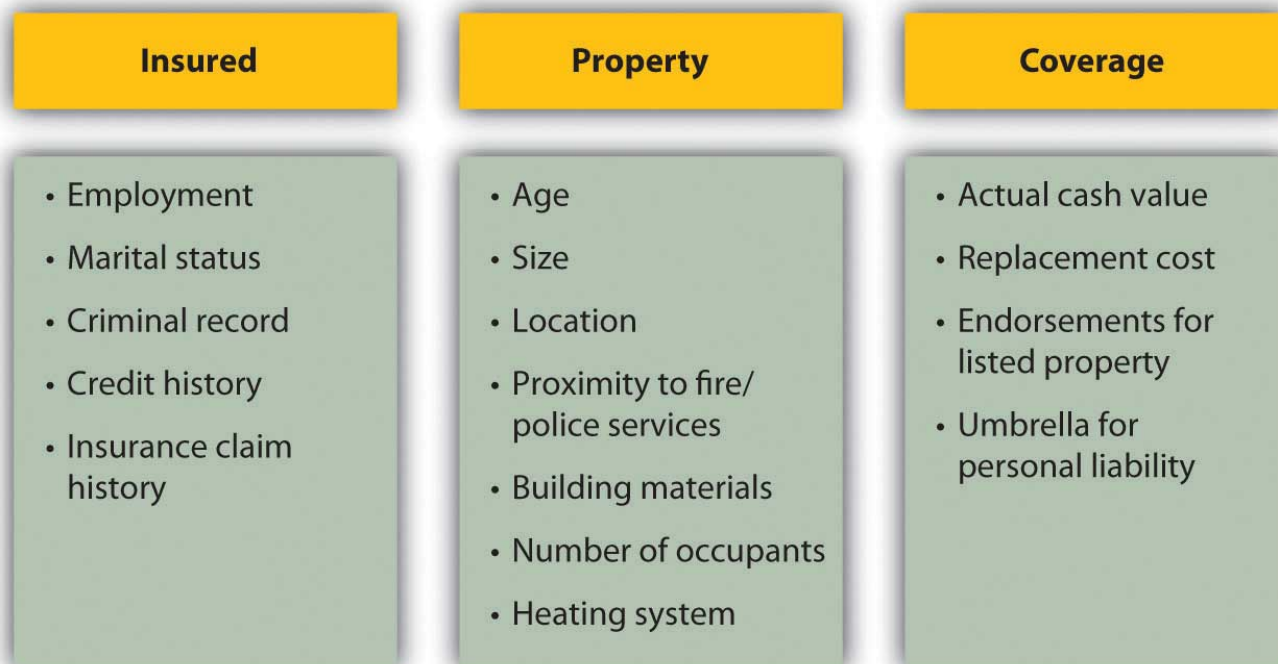 Insured
• Employment
• Marital status
• Criminal record
• Credit history
• Insurance claim
history
Property
• Age
• Size
• Location
• Proximity to fire/
police services
• Building materials
• Number of occupants
• Heating system
Coverage
• Actual cash value
• Replacement cost
• Endorsements for
listed property
• Umbrella for
personal liability